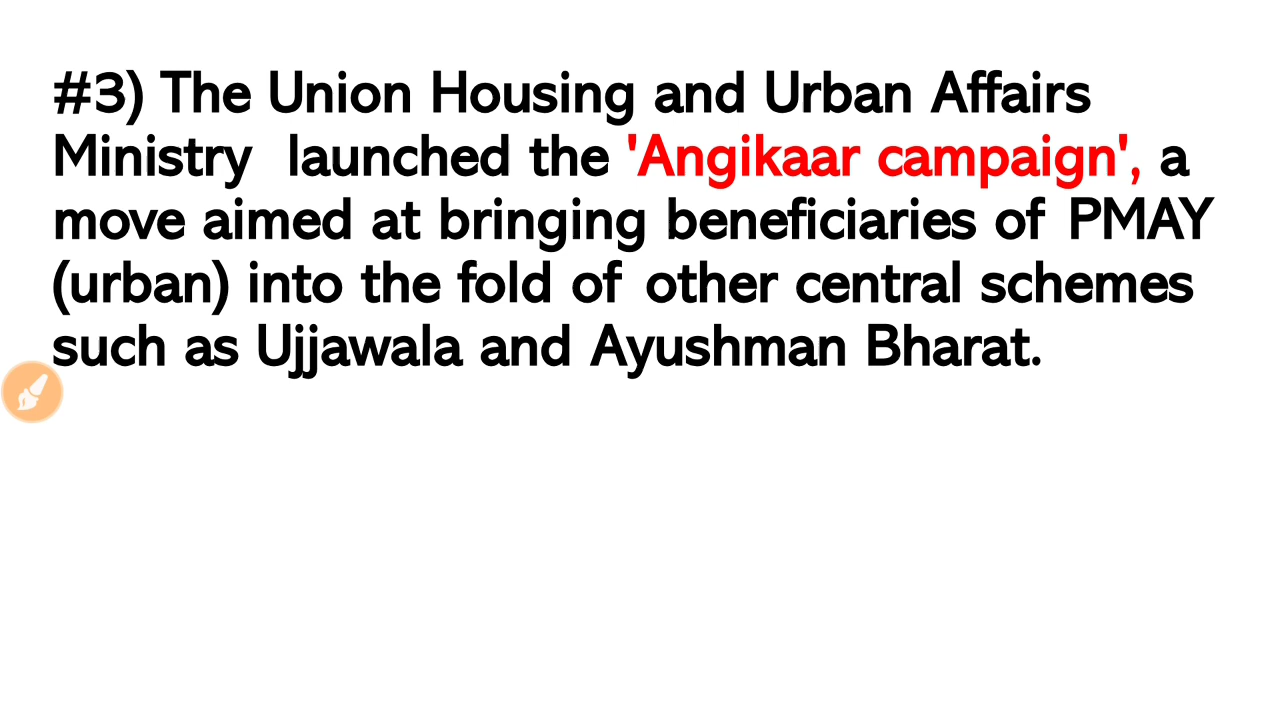 #3) The Union Housing and Urban Affairs
Ministry  launched the 'Angikaar campaign', a
move aimed at bringing beneficiaries of PMAY
(urban) into the fold of other central schemes
such as Ujjawala and Ayushman Bharat.